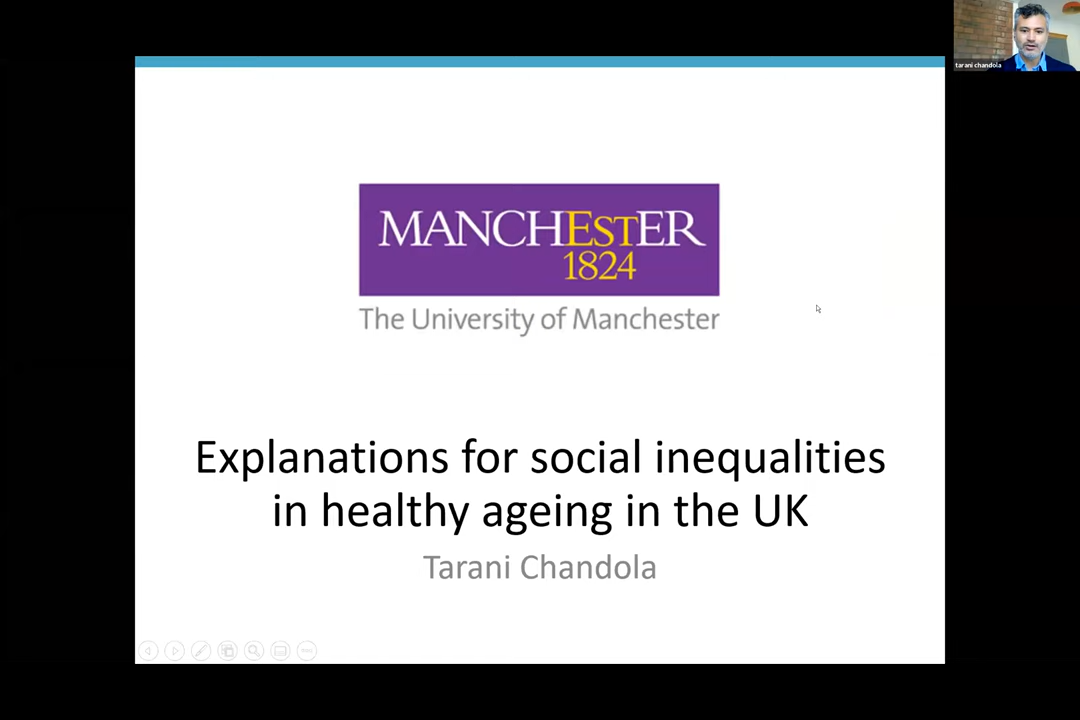 tarani chandola
MANCHESTER
1824
The University of Manchester
Explanations for social inequalities
in healthy ageing in the UK
Tarani Chandola